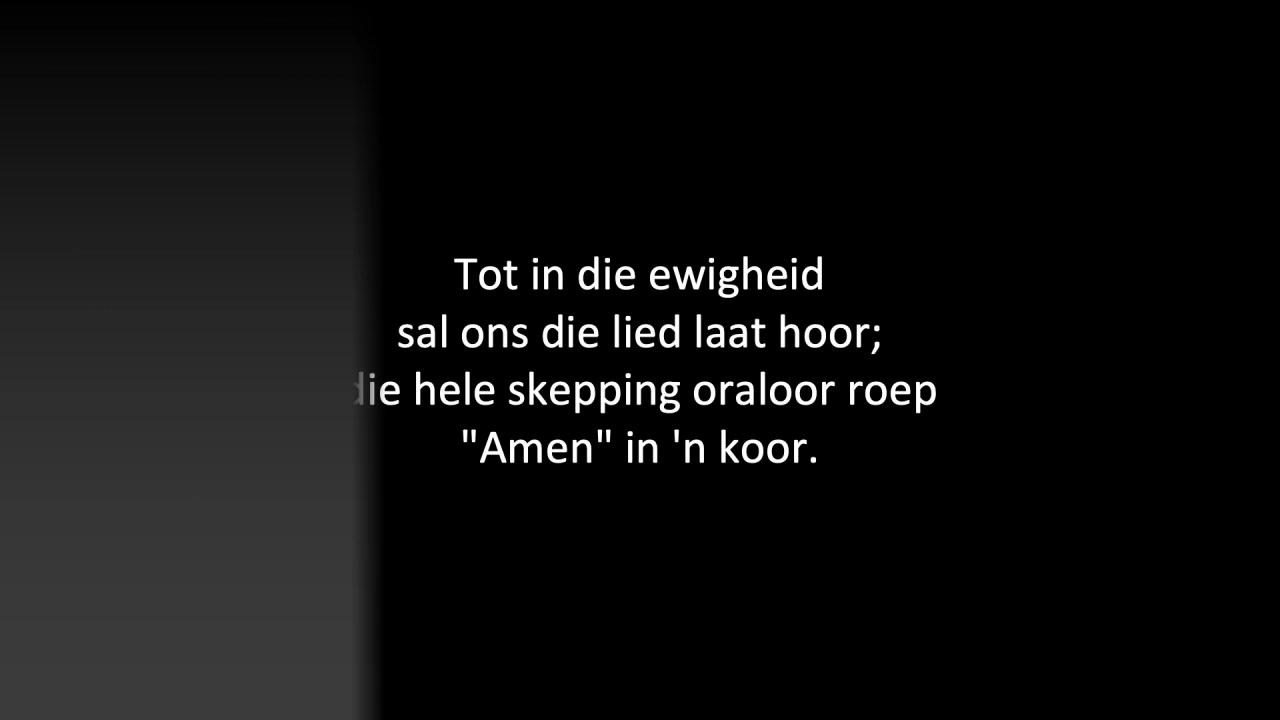 Tot in die ewigheid
sal ons die lied laat hoor;
die hele skepping oraloor roep
"Amen" in 'n koor.